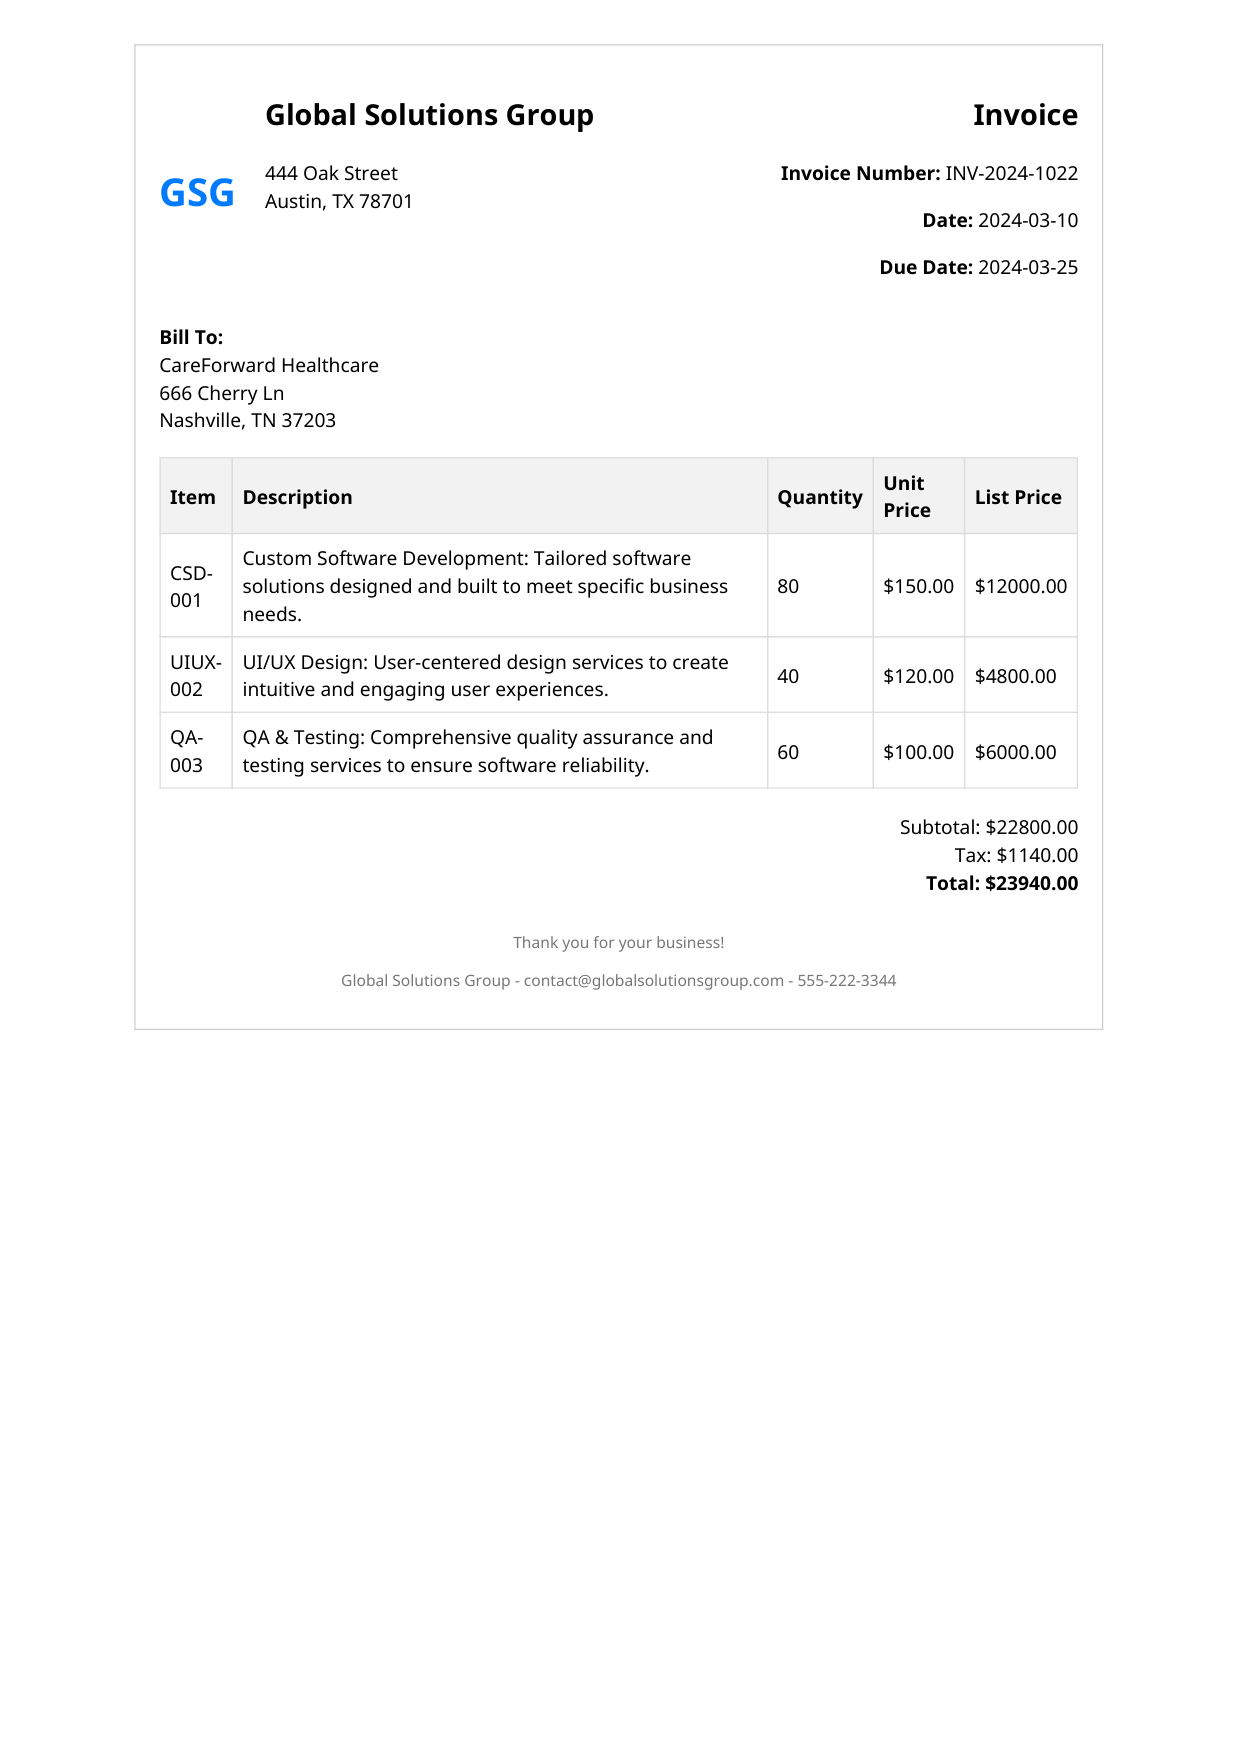 Global Solutions Group
Invoice
GSG
444 Oak Street
Austin, TX 78701
Invoice Number: INV-2024-1022
Date: 2024-03-10
Due Date: 2024-03-25
Bill To:
CareForward Healthcare
666 Cherry Ln
Nashville, TN 37203
Item Description Quantity Unit Price List Price
CSD-
001
Custom Software Development: Tailored software
solutions designed and built to meet specific business
needs.
80 $150.00 $12000.00
UIUX-
002
UI/UX Design: User-centered design services to create
intuitive and engaging user experiences.
40 $120.00 $4800.00
QA-
003
QA & Testing: Comprehensive quality assurance and
testing services to ensure software reliability.
60 $100.00 $6000.00
Subtotal: $22800.00
Tax: $1140.00
Total: $23940.00
Thank you for your business!
Global Solutions Group - contact@globalsolutionsgroup.com - 555-222-3344